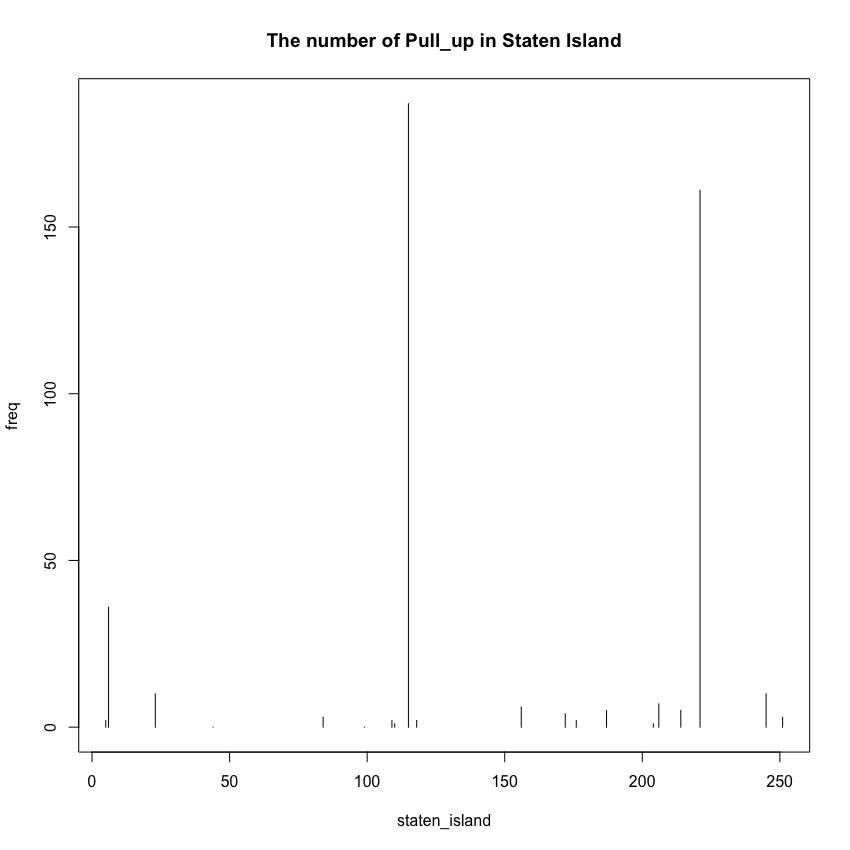 The number of Pull_up in Staten Island
freq
150
100
50
0
0 50 100 150 200 250
staten_island